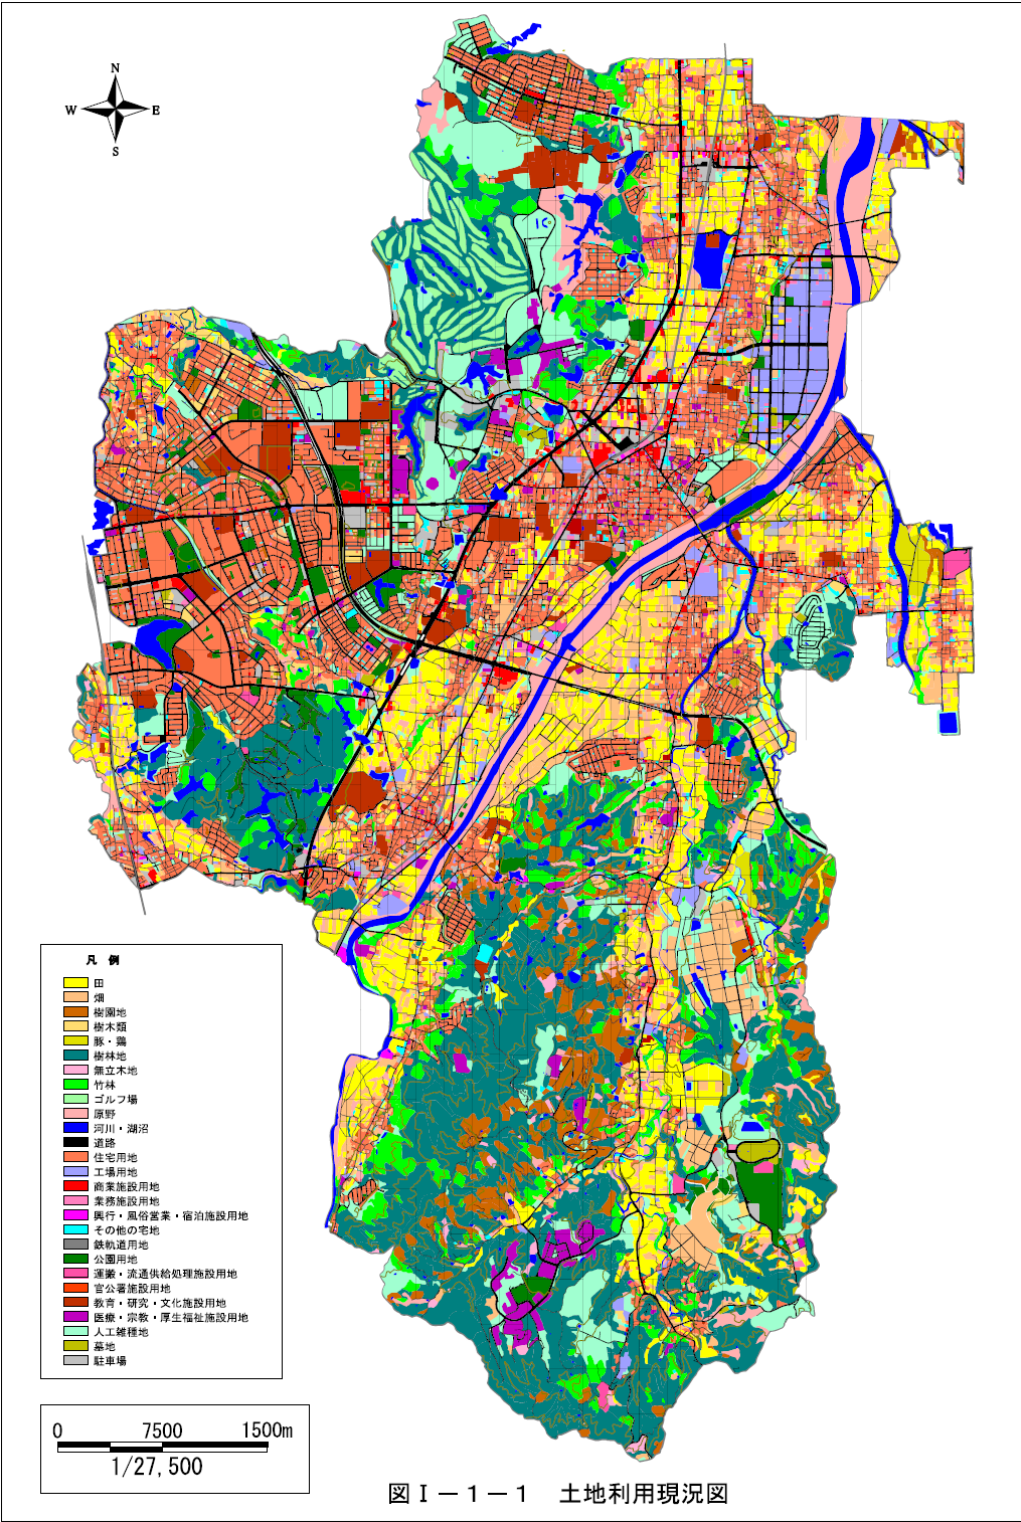 N
W E
S
凡 例
田
畑
樹園地
樹木類
豚・鶏
樹林地
無立木地
竹林
ゴルフ場
原野
河川・湖沼
道路
住宅用地
工場用地
商業施設用地
業務施設用地
興行・風俗営業・宿泊施設用地
その他の宅地
鉄軌道用地
公園用地
運搬・流通供給処理施設用地
官公署施設用地
教育・研究・文化施設用地
医療・宗教・厚生福祉施設用地
人工雑種地
墓地
駐車場
0 7500 1500m
1/27,500
図Ⅰ－1－1 土地利用現況図